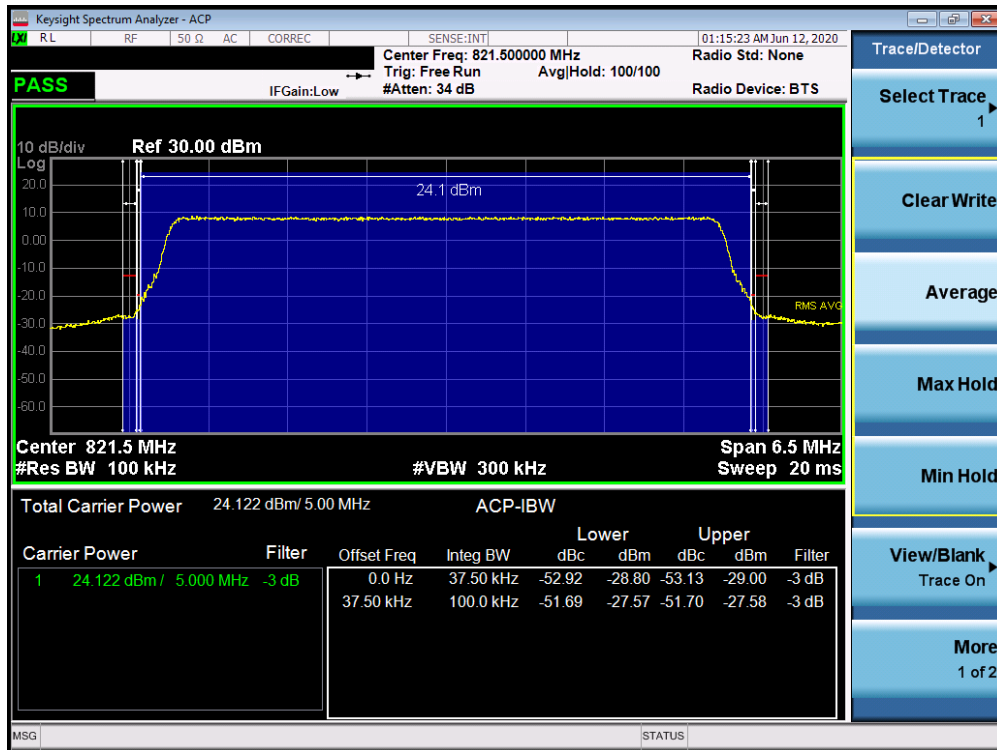 Keysight Spectrum Analyzer - ACP
LXI RL RF 50 Ω AC CORREC SENSE:INT 01:15:23 AM Jun 12, 2020
Center Freq: 821.500000 MHz Radio Std: None
Trig: Free Run Avg|Hold: 100/100
PASS IFGain:Low #Atten: 34 dB Radio Device: BTS
10 dB/div Ref 30.00 dBm
Log
20.0
10.0
0.00
-10.0
-20.0
-30.0
-40.0
-50.0
-60.0
24.1 dBm
RMS AVG
Center 821.5 MHz Span 6.5 MHz
#Res BW 100 kHz #VBW 300 kHz Sweep 20 ms
Total Carrier Power 24.122 dBm/ 5.00 MHz ACP-IBW
Lower Upper
Carrier Power Filter Offset Freq Integ BW dBc dBm dBc dBm Filter
1 24.122 dBm / 5.000 MHz -3 dB 0.0 Hz 37.50 kHz -52.92 -28.80 -53.13 -29.00 -3 dB
37.50 kHz 100.0 kHz -51.69 -27.57 -51.70 -27.58 -3 dB
MSG STATUS
Trace/Detector
Select Trace
1
Clear Write
Average
Max Hold
Min Hold
View/Blank
Trace On
More
1 of 2